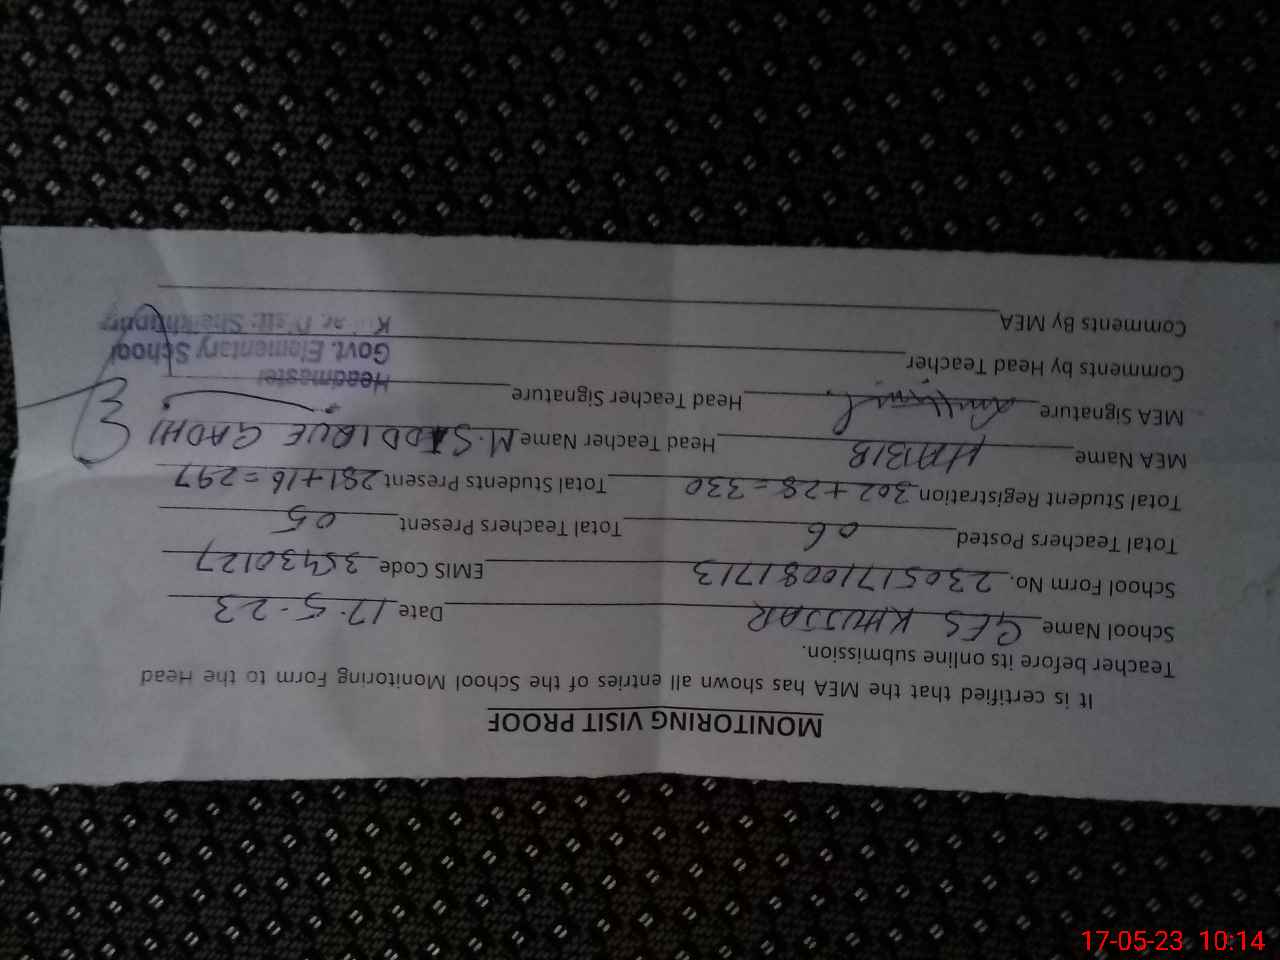 MONITORING VISIT PROOF
It is certified that the MEA has shown all entries of the School Monitoring Form to the Head
Teacher before its online submission.
School Name GES KHUSSAR Date 17-5-23
School Form No. 2305171008 1713 EMIS Code 35430127
Total Teachers Posted 06 Total Teachers Present 05
Total Student Registration 302+28=330 Total Students Present 281+16=297
MEA Name HABIB Head Teacher Name M. SADDIQUE GADHI
MEA Signature Head Teacher Signature
Headmaster
Comments by Head Teacher
Govt. Elementary School
Distt: Sheikhupura
Comments By MEA
17-05-23 10:14